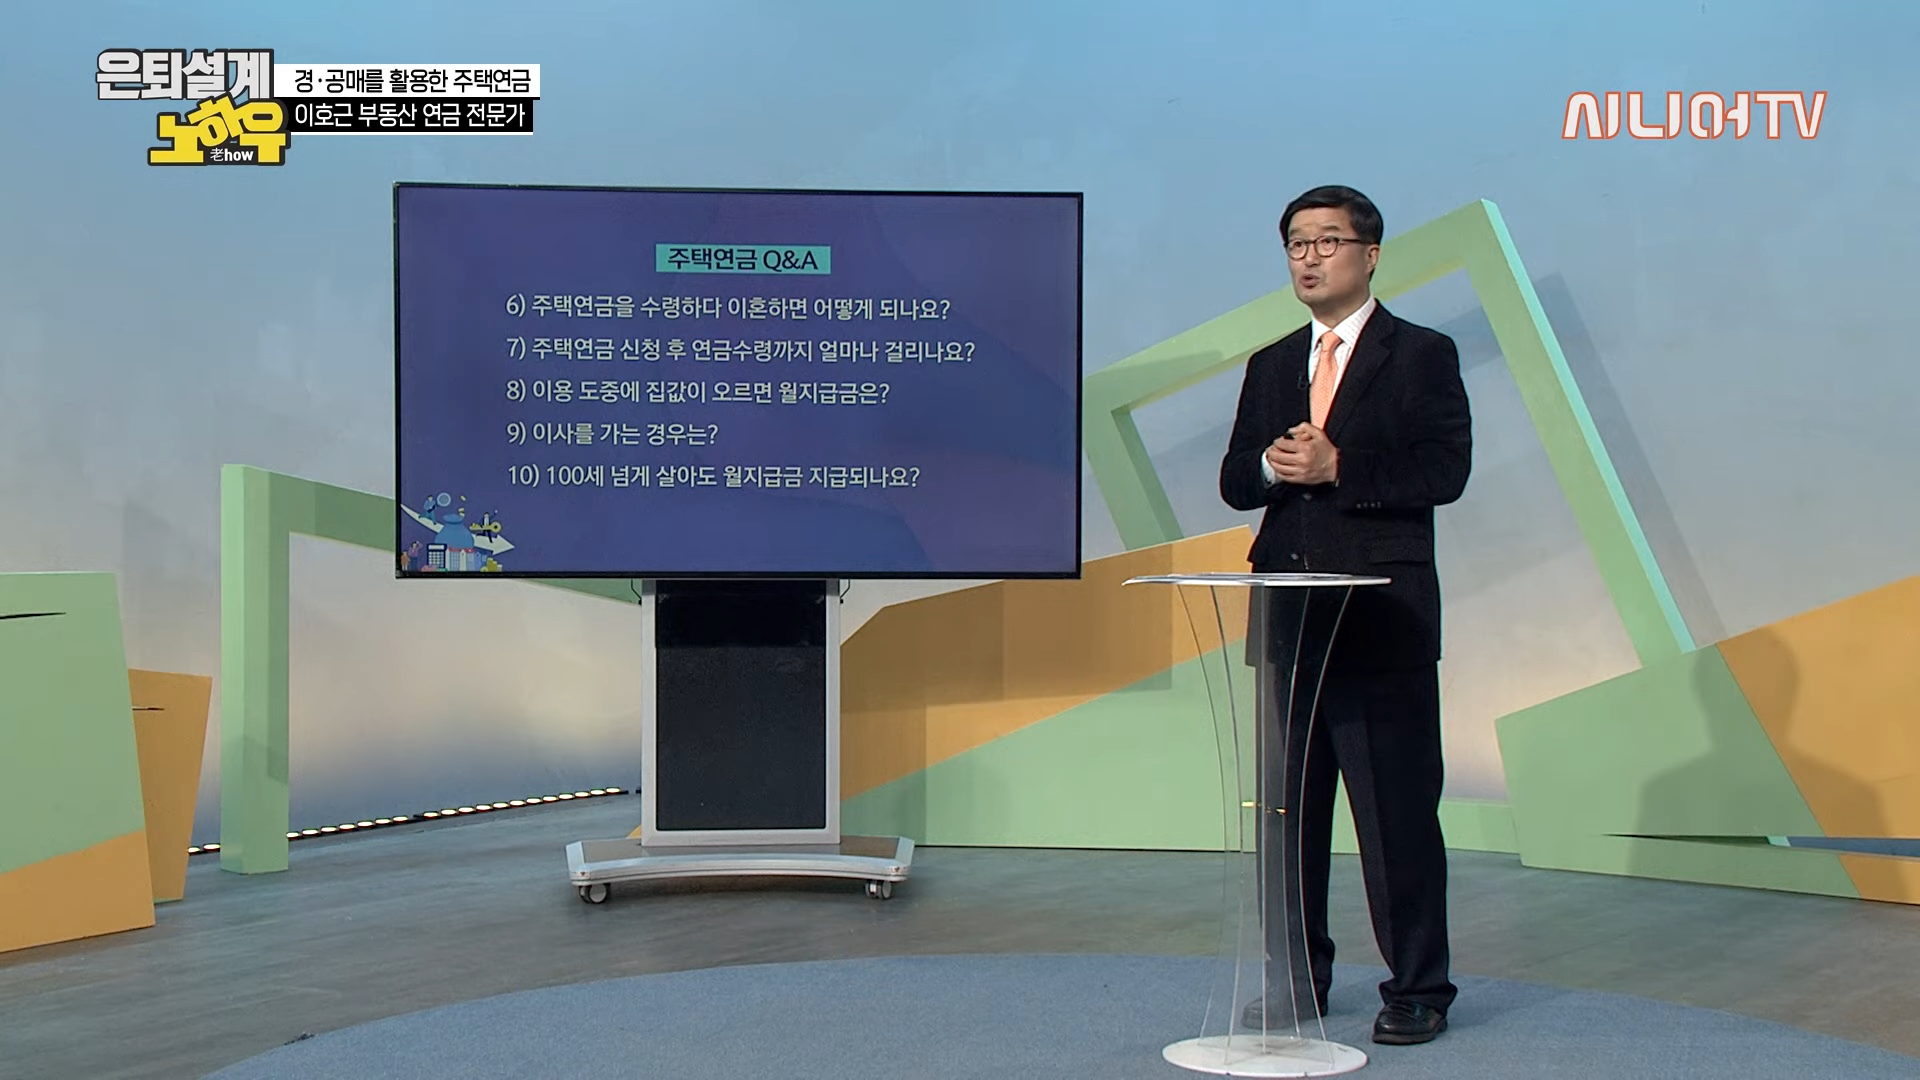 은퇴설계
노하우
老how
경·공매를 활용한 주택연금
이호근 부동산 연금 전문가
시니어TV
주택연금 Q&A
6) 주택연금을 수령하다 이혼하면 어떻게 되나요?
7) 주택연금 신청 후 연금수령까지 얼마나 걸리나요?
8) 이용 도중에 집값이 오르면 월지급금은?
9) 이사를 가는 경우는?
10) 100세 넘게 살아도 월지급금 지급되나요?